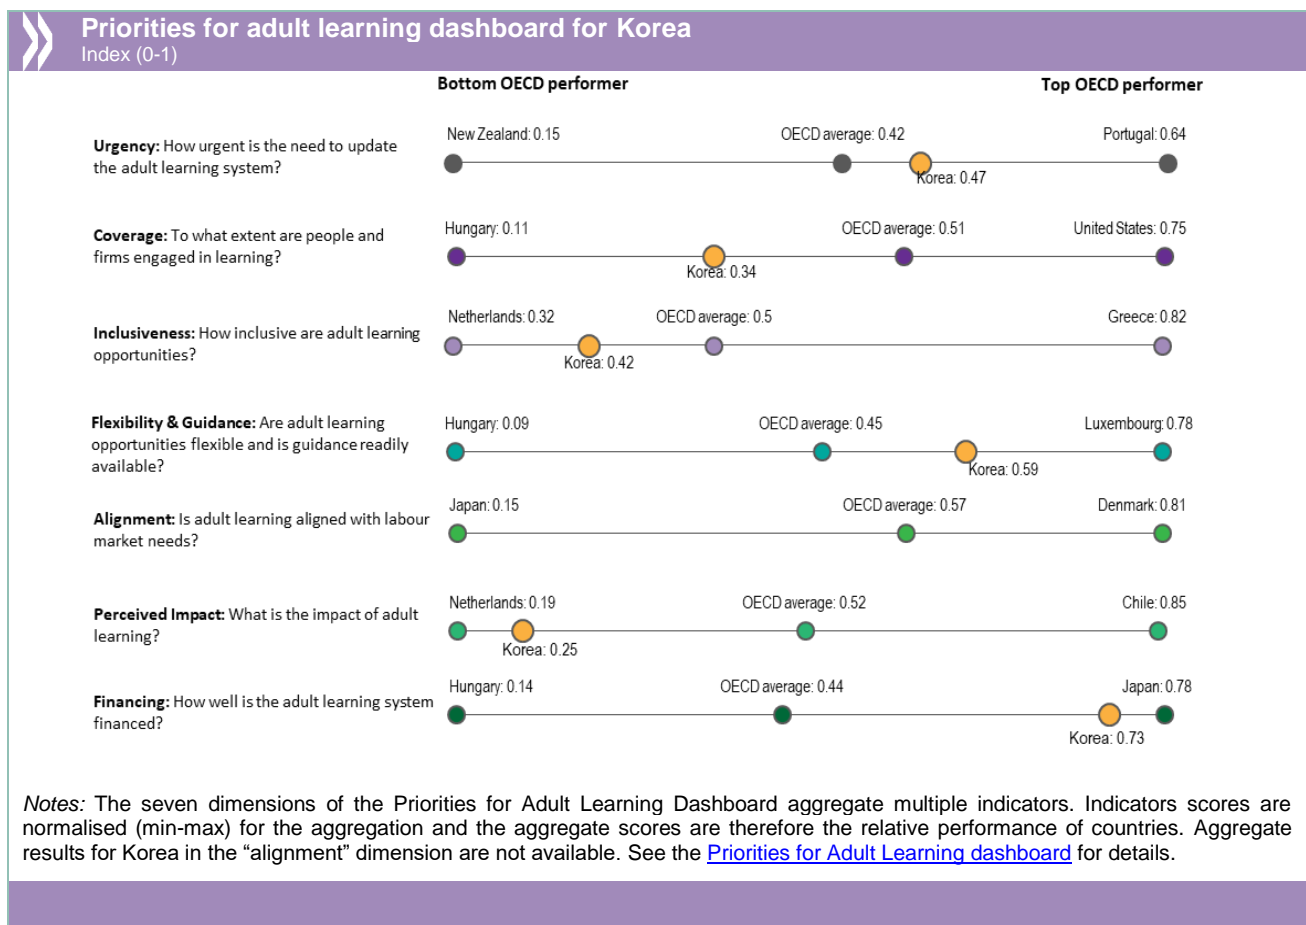 Priorities for adult learning dashboard for Korea
Index (0-1)
Bottom OECD performer
Top OECD performer
Urgency: How urgent is the need to update
the adult learning system?
New Zealand: 0.15
OECD average: 0.42
Portugal: 0.64
Korea: 0.47
Coverage: To what extent are people and
firms engaged in learning?
Hungary: 0.11
OECD average: 0.51
United States: 0.75
Korea: 0.34
Inclusiveness: How inclusive are adult learning
opportunities?
Netherlands: 0.32
OECD average: 0.5
Greece: 0.82
Korea: 0.42
Flexibility & Guidance: Are adult learning
opportunities flexible and is guidance readily
available?
Hungary: 0.09
OECD average: 0.45
Luxembourg: 0.78
Korea: 0.59
Alignment: Is adult learning aligned with labour
market needs?
Japan: 0.15
OECD average: 0.57
Denmark: 0.81
Perceived Impact: What is the impact of adult
learning?
Netherlands: 0.19
OECD average: 0.52
Chile: 0.85
Korea: 0.25
Financing: How well is the adult learning system
financed?
Hungary: 0.14
OECD average: 0.44
Japan: 0.78
Korea: 0.73
Notes: The seven dimensions of the Priorities for Adult Learning Dashboard aggregate multiple indicators. Indicators scores are
normalised (min-max) for the aggregation and the aggregate scores are therefore the relative performance of countries. Aggregate
results for Korea in the “alignment” dimension are not available. See the Priorities for Adult Learning dashboard for details.